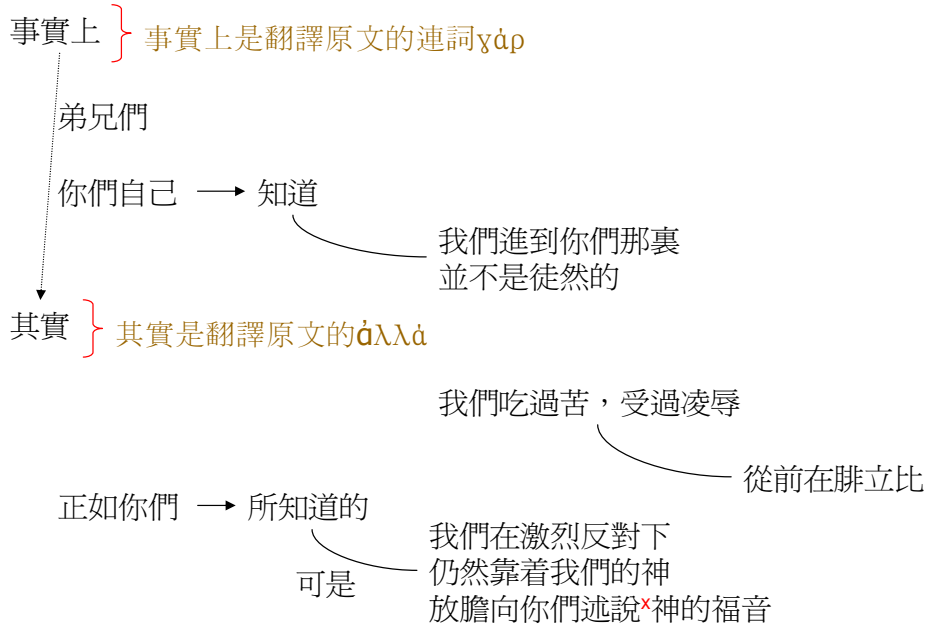 事實上 事實上是翻譯原文的連詞γάρ
弟兄們
你們自己 知道
我們進到你們那裏
並不是徒然的
其實 其實是翻譯原文的ἀλλά
我們吃過苦，受過凌辱
從前在腓立比
正如你們 所知道的
我們在激烈反對下
可是 仍然靠着我們的神
放膽向你們述說x神的福音